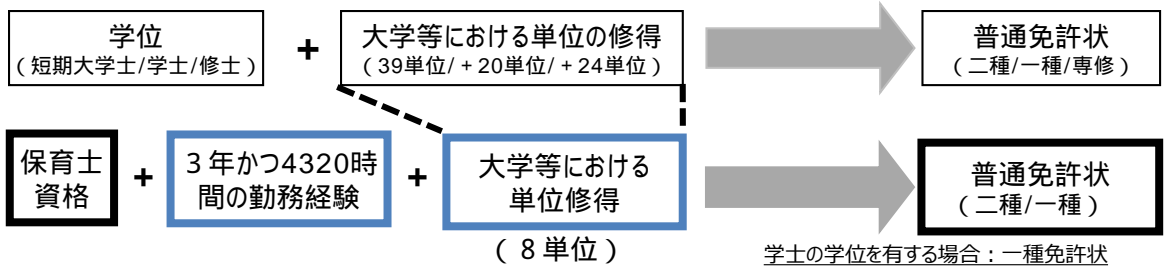 学位
（短期大学士/学士/修士）
+
大学等における単位の修得
（39単位/＋20単位/＋24単位）
普通免許状
（二種/一種/専修）
保育士
資格
+
３年かつ4320時
間の勤務経験
+
大学等における
単位修得
（８単位）
普通免許状
（二種/一種）
学士の学位を有する場合：一種免許状